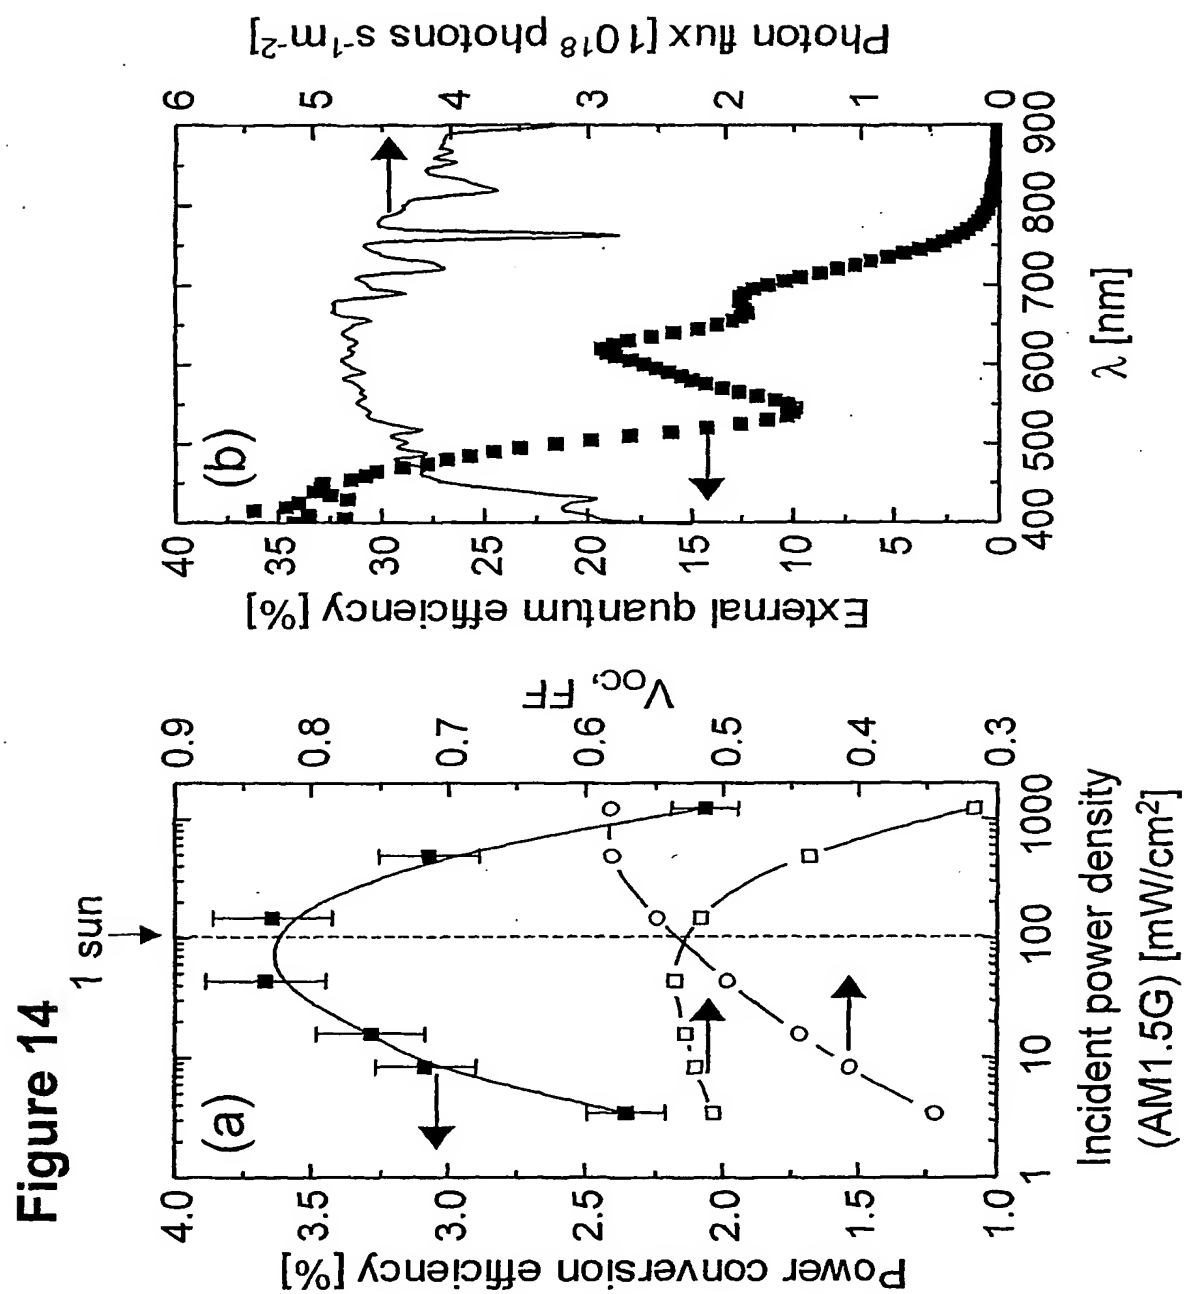 Figure 14
1 sun
(a)
Power conversion efficiency [%]
4.0
3.5
3.0
2.5
2.0
1.5
1.0
V_OC, FF
0.9
0.8
0.7
0.6
0.5
0.4
0.3
1 10 100 1000
Incident power density
(AM1.5G) [mW/cm²]
(b)
External quantum efficiency [%]
40
35
30
25
20
15
10
5
0
Photon flux [10¹⁸ photons s⁻¹m⁻²]
6
5
4
3
2
1
0
400 500 600 700 800 900
λ [nm]